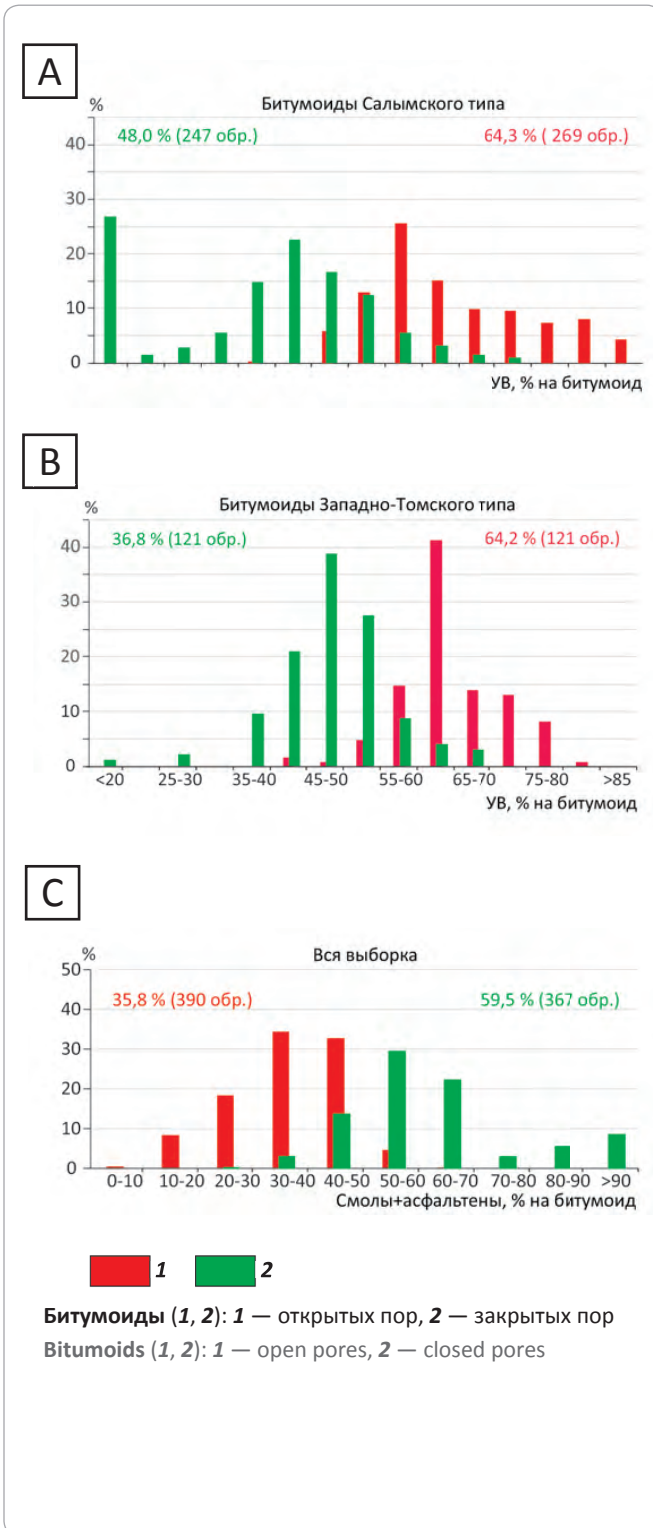 A
%
Битумоиды Салымского типа
48,0 % (247 обр.)
64,3 % ( 269 обр.)
40
30
20
10
0
УВ, % на битумоид
B
%
Битумоиды Западно-Томского типа
36,8 % (121 обр.)
64,2 % (121 обр.)
40
30
20
10
0
<20 25-30 35-40 45-50 55-60 65-70 75-80 >85
УВ, % на битумоид
C
%
Вся выборка
50
35,8 % (390 обр.)
59,5 % (367 обр.)
40
30
20
10
0
0-10 10-20 20-30 30-40 40-50 50-60 60-70 70-80 80-90 >90
Смолы+асфальтены, % на битумоид
1 2
Битумоиды (1, 2): 1 — открытых пор, 2 — закрытых пор
Bitumoids (1, 2): 1 — open pores, 2 — closed pores